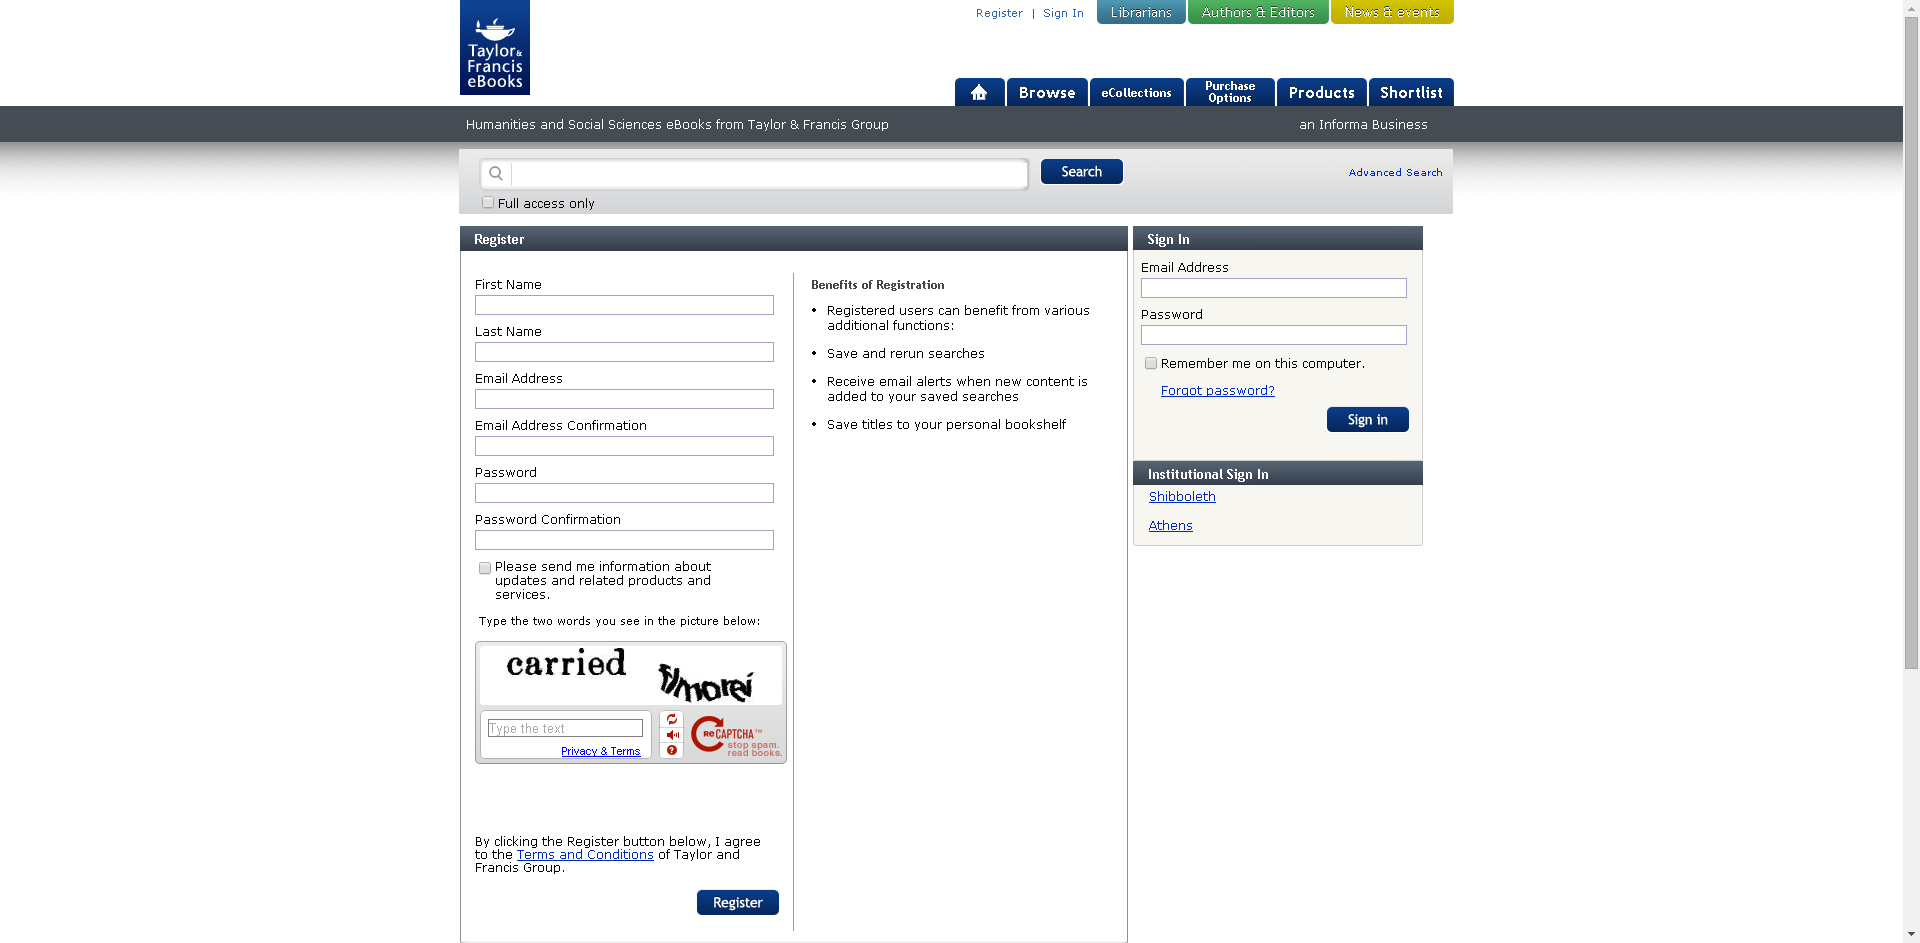 Taylor &
Francis
eBooks
Register | Sign In
Librarians
Authors & Editors
News & events
Browse
eCollections
Purchase
Options
Products
Shortlist
Humanities and Social Sciences eBooks from Taylor & Francis Group
an Informa Business
Search
Advanced Search
Full access only
Register
First Name
Last Name
Email Address
Email Address Confirmation
Password
Password Confirmation
Please send me information about
updates and related products and
services.
Type the two words you see in the picture below:
carried
Type the text
Privacy & Terms
reCAPTCHA™
stop spam.
read books.
By clicking the Register button below, I agree
to the Terms and Conditions of Taylor and
Francis Group.
Register
Benefits of Registration
• Registered users can benefit from various
additional functions:
• Save and rerun searches
• Receive email alerts when new content is
added to your saved searches
• Save titles to your personal bookshelf
Sign In
Email Address
Password
Remember me on this computer.
Forgot password?
Sign in
Institutional Sign In
Shibboleth
Athens